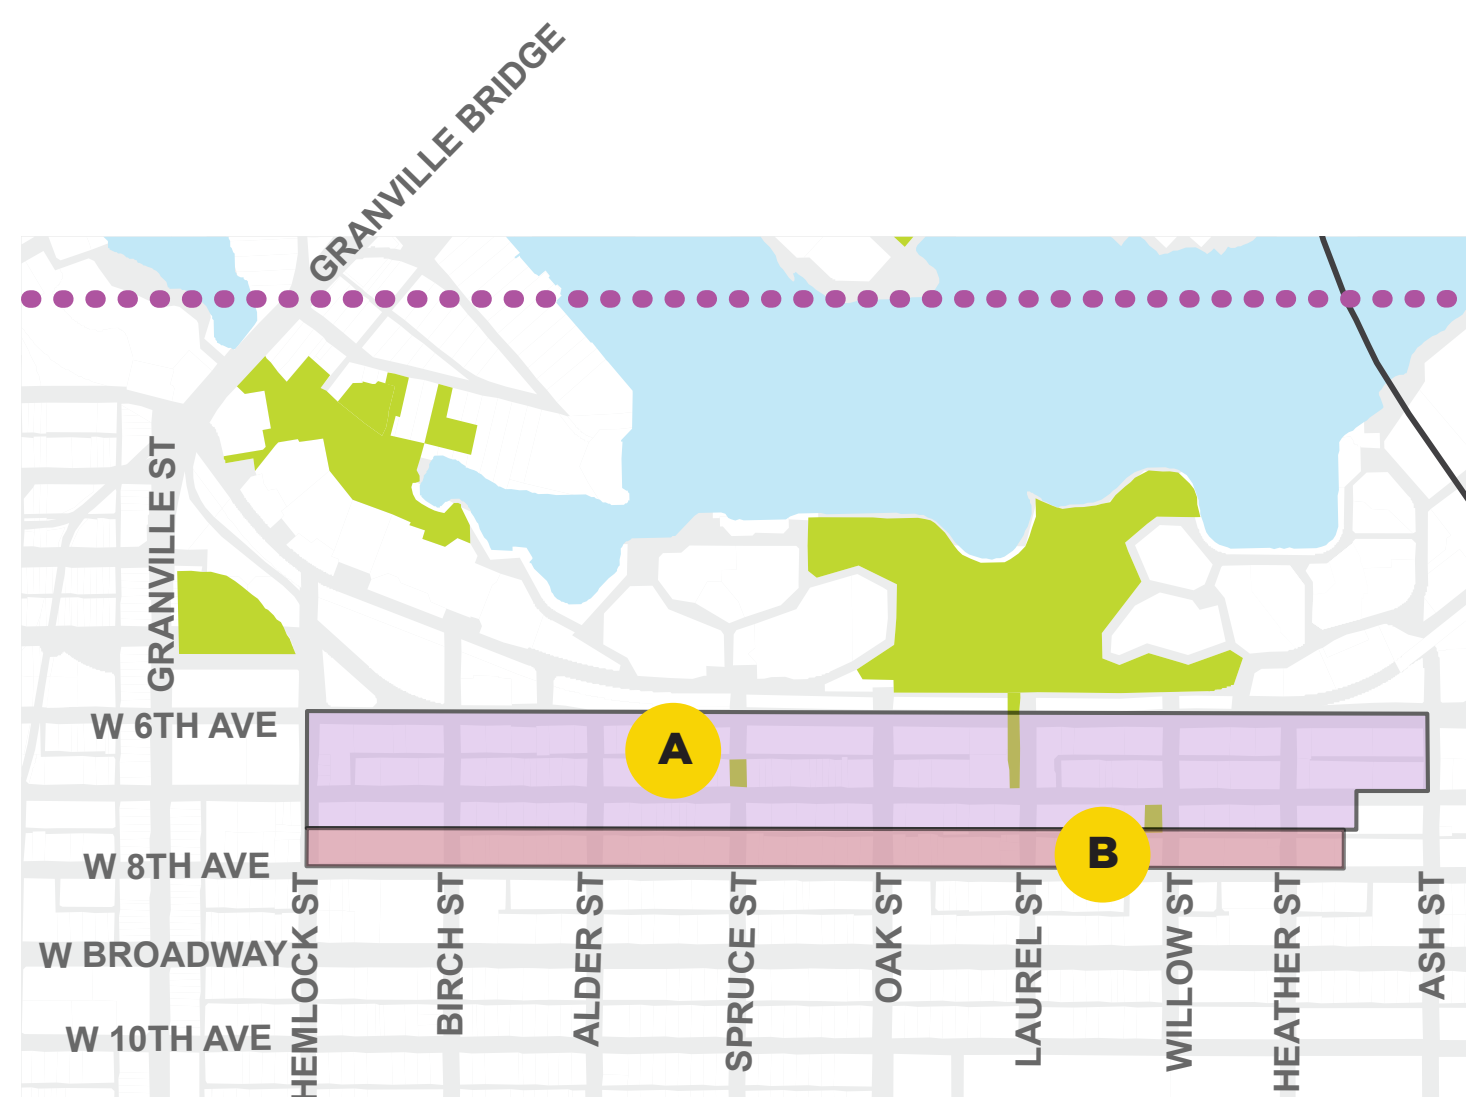 GRANVILLE BRIDGE
GRANVILLE ST
W 6TH AVE
A
W 8TH AVE
B
W BROADWAY
W 10TH AVE
HEMLOCK ST
BIRCH ST
ALDER ST
SPRUCE ST
OAK ST
LAUREL ST
WILLOW ST
HEATHER ST
ASH ST